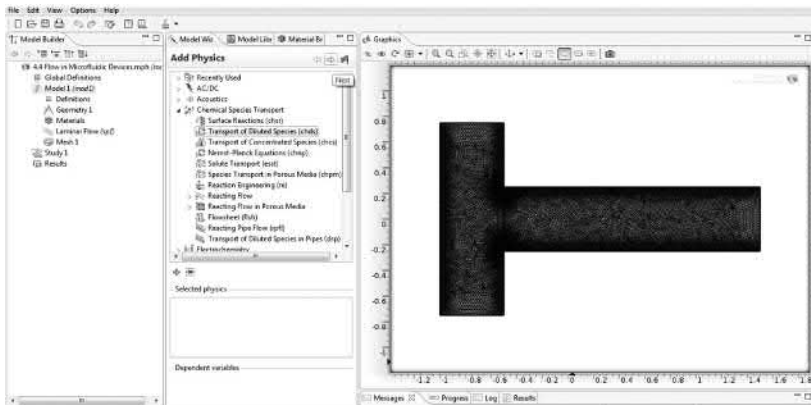 File Edit View Options Help
Model Builder
4.4 Flow in Microfluidic Devices.mph
Global Definitions
Model 1 (mod1)
Definitions
Geometry 1
Materials
Laminar Flow (spf)
Mesh 1
Study 1
Results
Model Wiz
Model Libr
Material Br
Add Physics
Next
Recently Used
AC/DC
Acoustics
Chemical Species Transport
Surface Reactions (chsr)
Transport of Diluted Species (chds)
Transport of Concentrated Species (chcs)
Nernst-Planck Equations (chnp)
Solute Transport (esst)
Species Transport in Porous Media (chpm)
Reaction Engineering (re)
Reacting Flow
Reacting Flow in Porous Media
Flowsheet (flsh)
Reacting Pipe Flow (rpfl)
Transport of Diluted Species in Pipes (dsp)
Electrochemistry
Selected physics
Dependent variables
Graphics
1
0.8
0.6
0.4
0.2
0
-0.2
-0.4
-0.6
-0.8
-1
-1.2 -1 -0.8 -0.6 -0.4 -0.2 0 0.2 0.4 0.6 0.8 1 1.2 1.4 1.6 1.8
Messages Progress Log Results